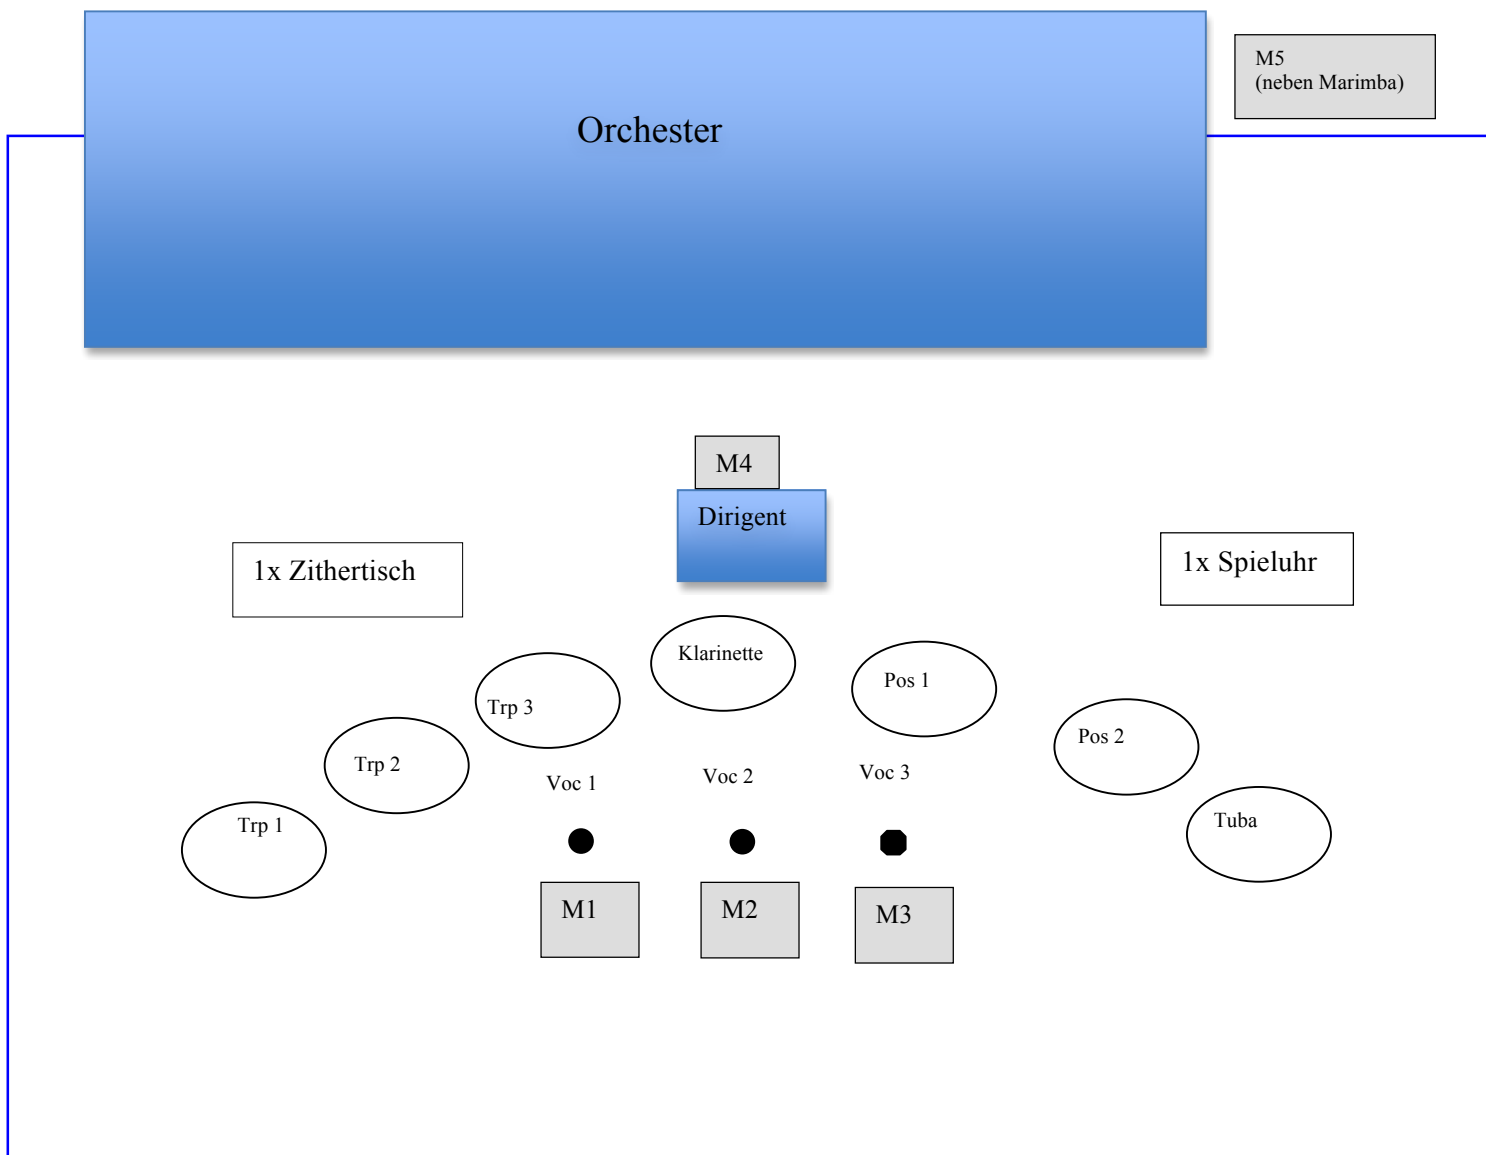 M5
(neben Marimba)
Orchester
M4
Dirigent
1x Zithertisch
1x Spieluhr
Klarinette
Trp 3
Pos 1
Trp 2
Pos 2
Voc 1
Voc 2
Voc 3
Trp 1
Tuba
M1
M2
M3